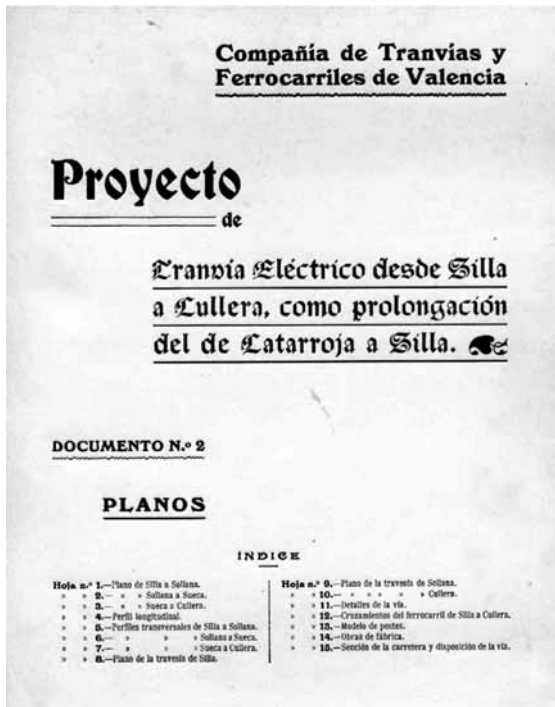 Compañía de Tranvías y
Ferrocarriles de Valencia
Proyecto
de
Tranvía Eléctrico desde Silla
a Cullera, como prolongación
del de Catarroja a Silla.
DOCUMENTO N.º 2
PLANOS
INDICE
Hoja n.º 1.—Plano de Silla a Sollana.
» » 2.— » » Sollana a Sueca.
» » 3.— » » Sueca a Cullera.
» » 4.—Perfil longitudinal.
» » 5.—Perfiles transversales de Silla a Sollana.
» » 6.— » » » Sollana a Sueca.
» » 7.— » » » Sueca a Cullera.
» » 8.—Plano de la travesía de Silla.
Hoja n.º 9.—Plano de la travesía de Sollana.
» » 10.— » » » » Cullera.
» » 11.—Detalles de la vía.
» » 12.—Cruzamientos del ferrocarril de Silla a Cullera.
» » 13.—Modelo de postes.
» » 14.—Obras de fábrica.
» » 15.—Sección de la carretera y disposición de la vía.